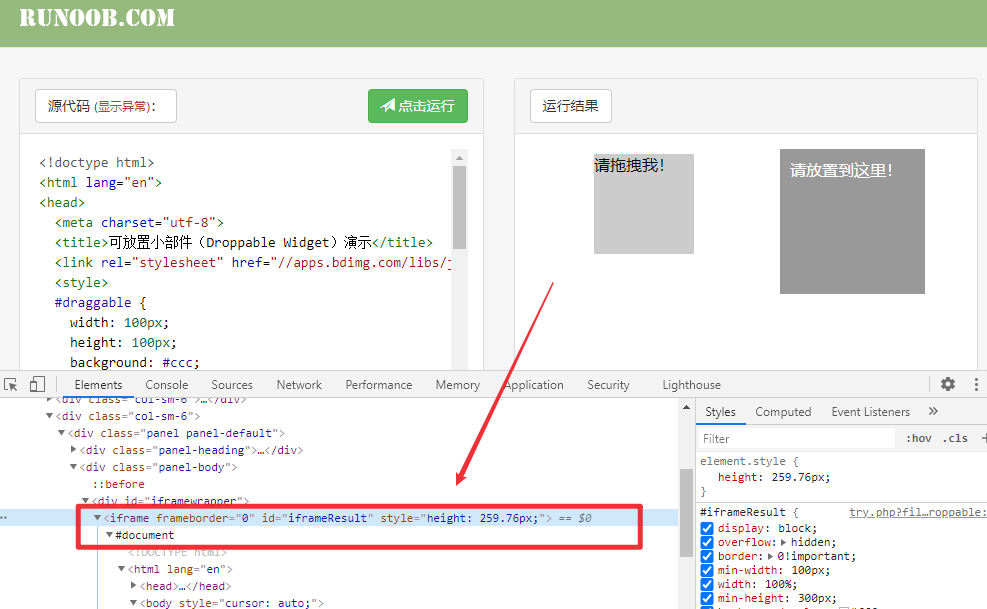 RUNOOB.COM
源代码 (显示异常):
点击运行
<!doctype html>
<html lang="en">
<head>
<meta charset="utf-8">
<title>可放置小部件（Droppable Widget）演示</title>
<link rel="stylesheet" href="//apps.bdimg.com/libs/j
<style>
#draggable {
width: 100px;
height: 100px;
background: #ccc;
运行结果
请拖拽我！
请放置到这里！
Elements Console Sources Network Performance Memory Application Security Lighthouse
<div class="col-sm-6">…</div>
<div class="col-sm-6">
<div class="panel panel-default">
<div class="panel-heading">…</div>
<div class="panel-body">
::before
<div id="iframewrapper">
<iframe frameborder="0" id="iframeResult" style="height: 259.76px;"> == $0
#document
<!DOCTYPE html>
<html lang="en">
<head>…</head>
<body style="cursor: auto;">
Styles Computed Event Listeners »
Filter :hov .cls +
element.style {
height: 259.76px;
}
#iframeResult { try.php?fil…roppable:
display: block;
overflow: hidden;
border: 0!important;
min-width: 100px;
width: 100%;
min-height: 300px;